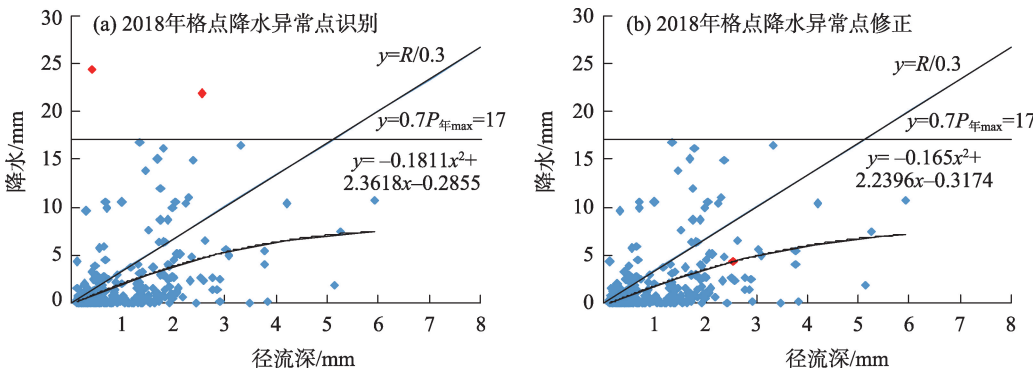 (a) 2018年格点降水异常点识别
30
25
20
15
10
5
0
降水/mm
y=R/0.3
y=0.7P年max=17
y= –0.1811x²+
2.3618x–0.2855
1 2 3 4 5 6 7 8
径流深/mm
(b) 2018年格点降水异常点修正
30
25
20
15
10
5
0
降水/mm
y=R/0.3
y=0.7P年max=17
y= –0.165x²+
2.2396x–0.3174
1 2 3 4 5 6 7 8
径流深/mm